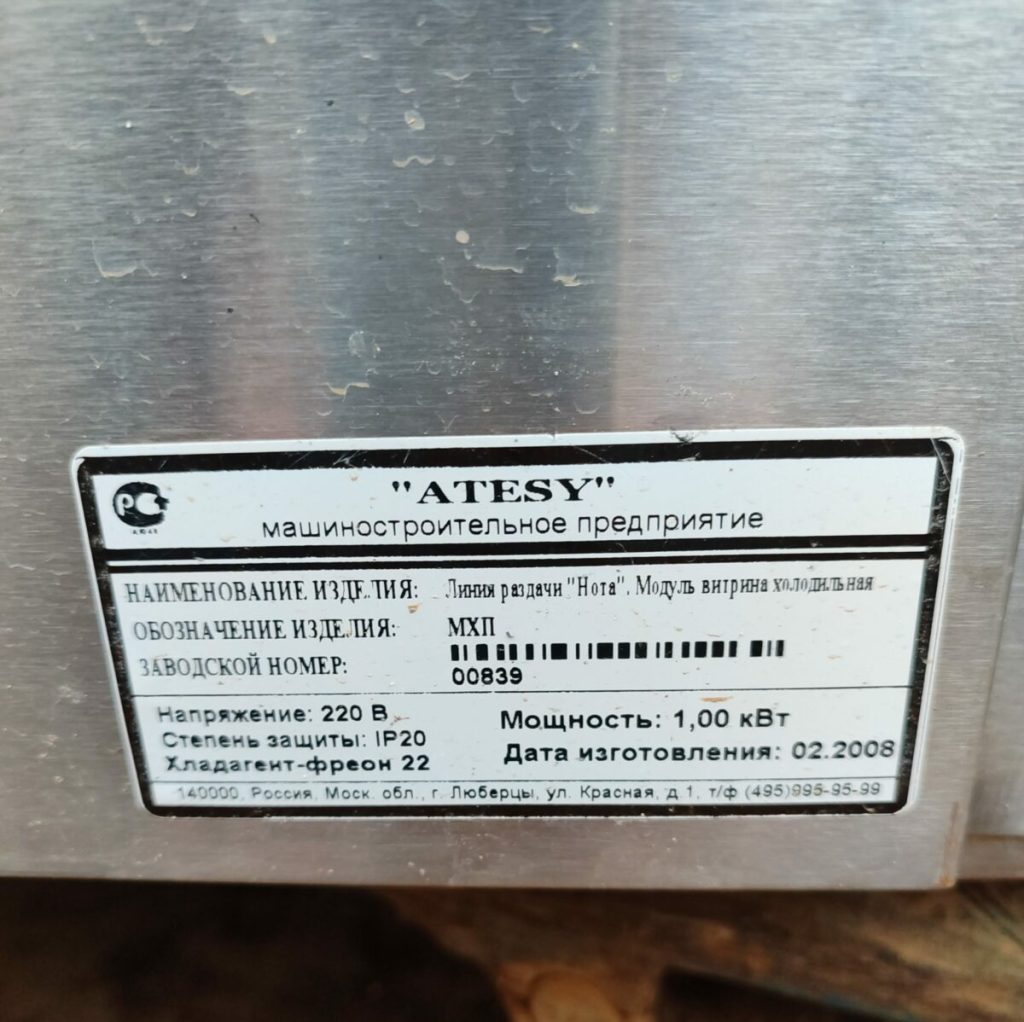 "ATESY"
машиностроительное предприятие
НАИМЕНОВАНИЕ ИЗДЕЛИЯ: Линия раздачи "Нота". Модуль витрина холодильная
ОБОЗНАЧЕНИЕ ИЗДЕЛИЯ: МХП
ЗАВОДСКОЙ НОМЕР:
00839
Напряжение: 220 В Мощность: 1,00 кВт
Степень защиты: IP20 Дата изготовления: 02.2008
Хладагент-фреон 22
140000, Россия, Моск. обл., г. Люберцы, ул. Красная, д.1, т/ф (495)995-95-99